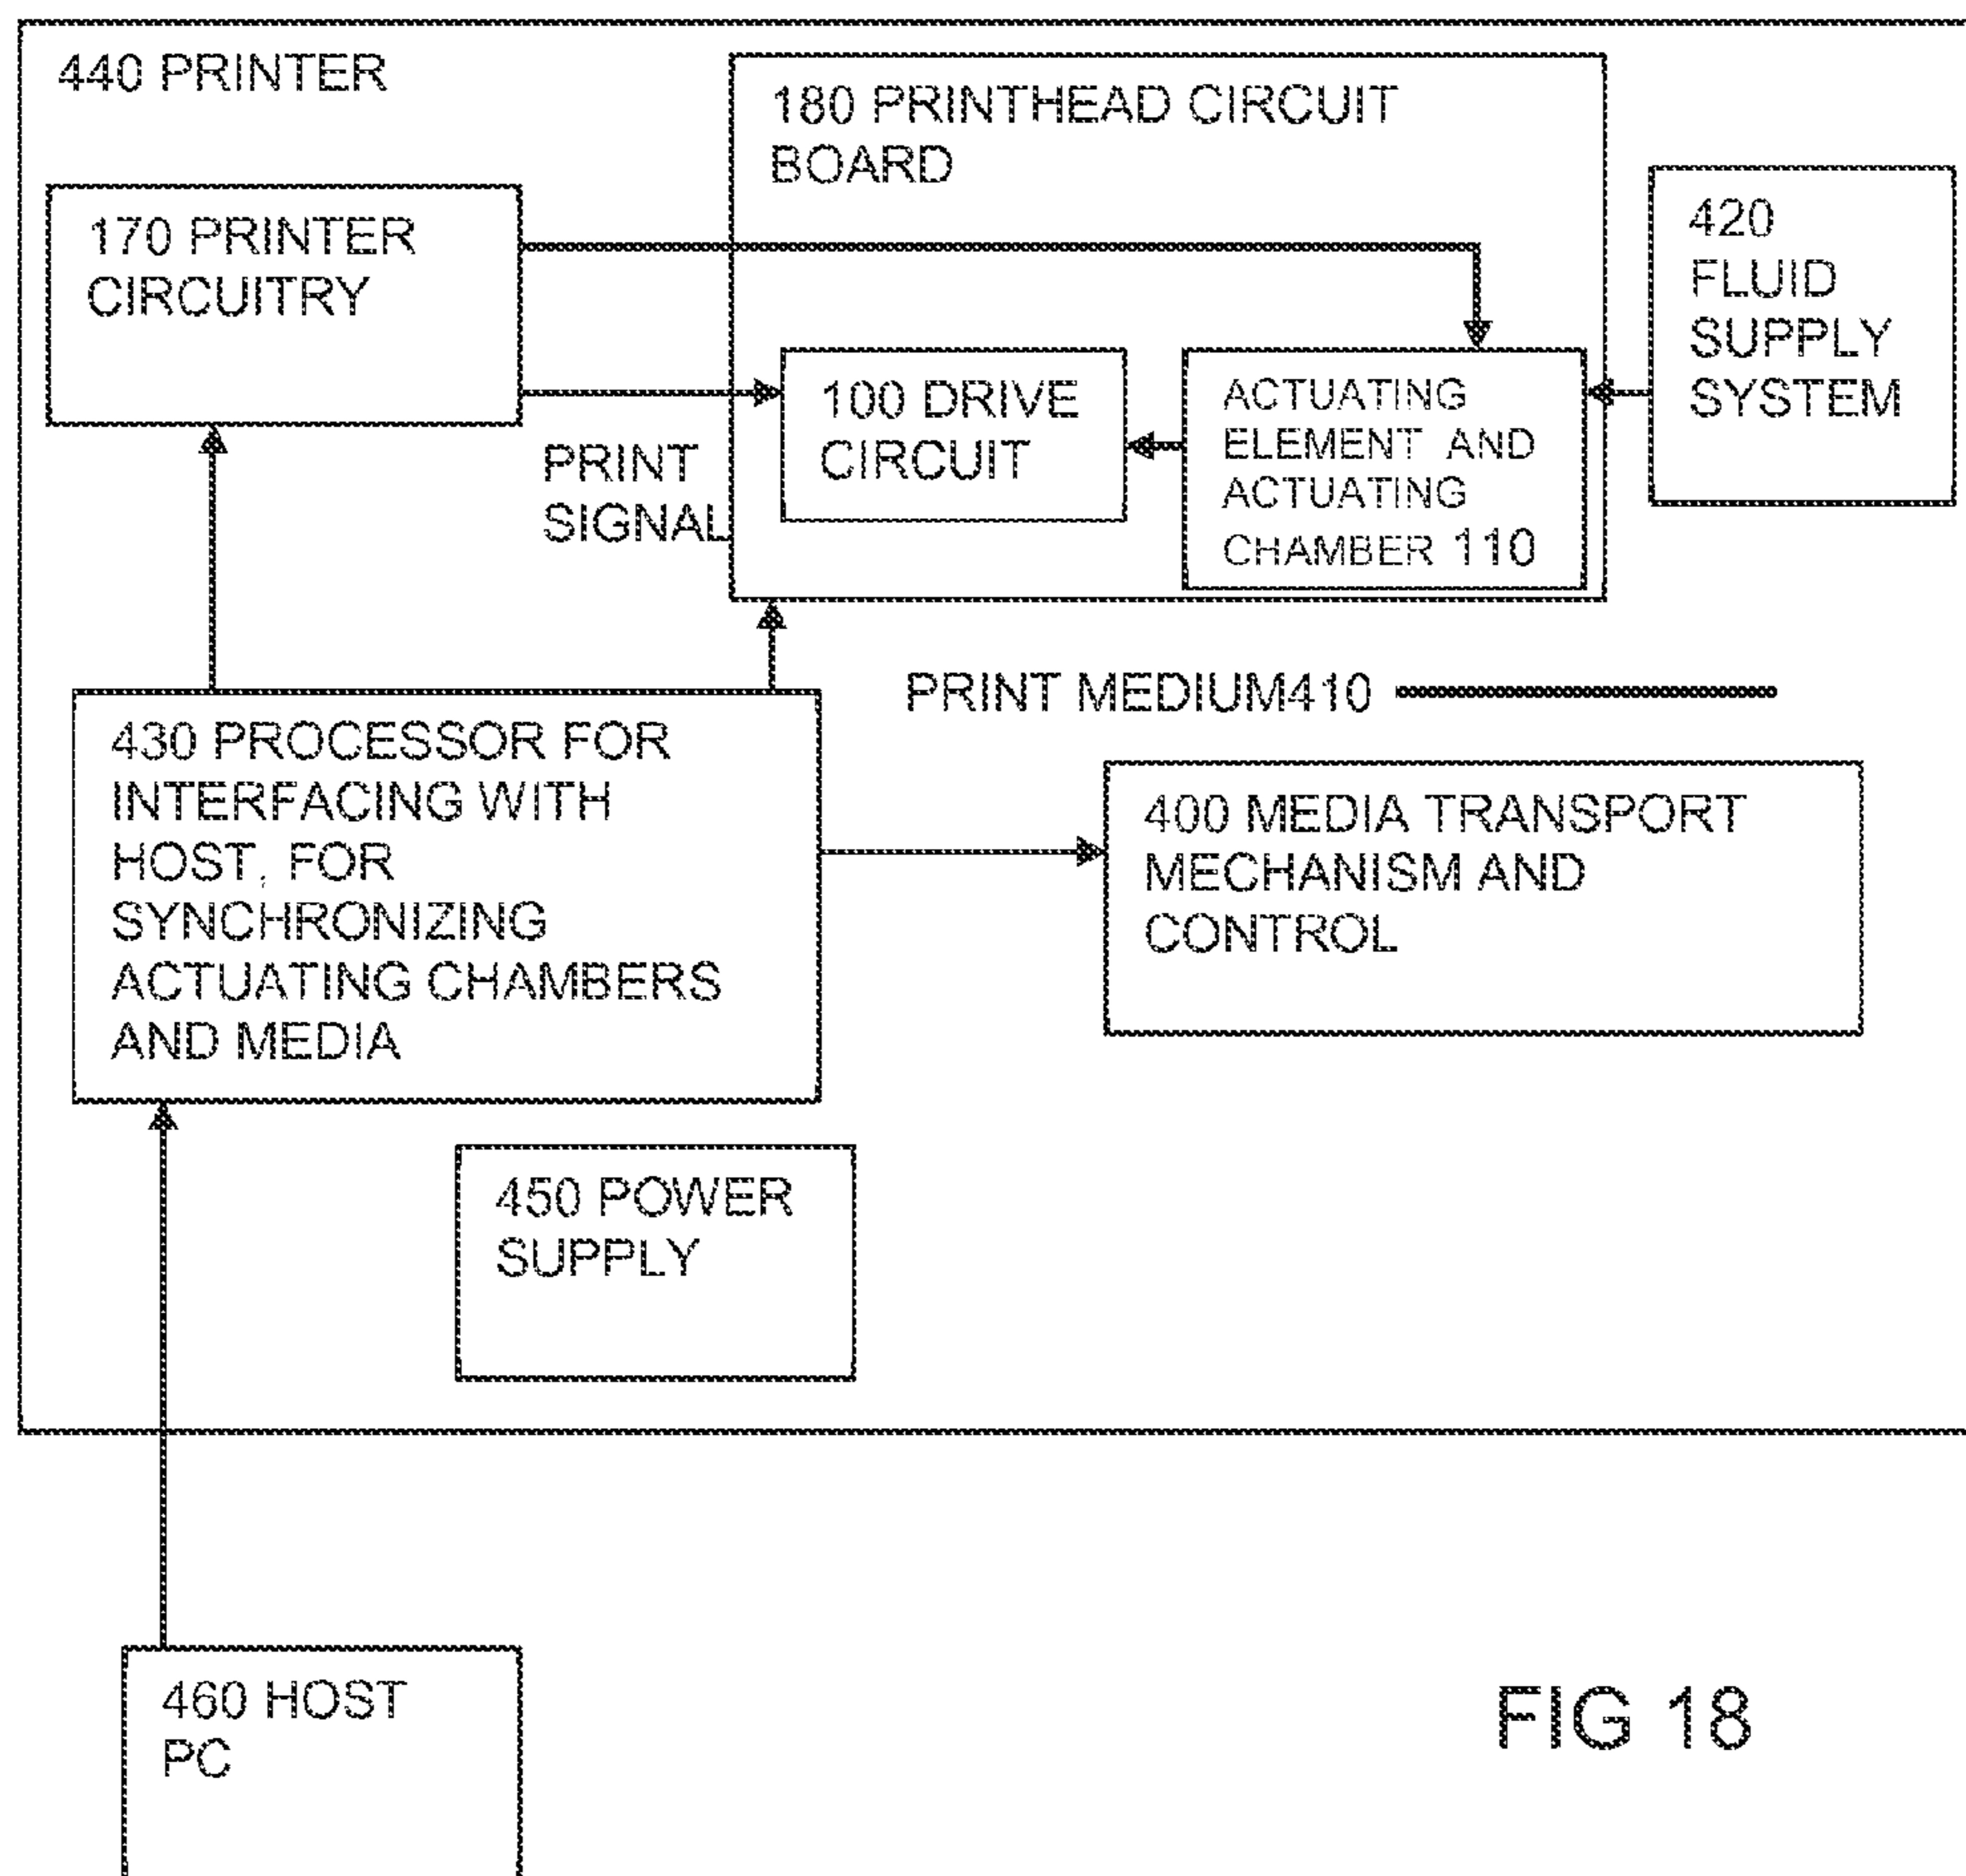 440 PRINTER
180 PRINTHEAD CIRCUIT
BOARD
170 PRINTER
CIRCUITRY
420
FLUID
SUPPLY
SYSTEM
100 DRIVE
CIRCUIT
ACTUATING
ELEMENT AND
ACTUATING
CHAMBER 110
PRINT
SIGNAL
PRINT MEDIUM410
430 PROCESSOR FOR
INTERFACING WITH
HOST, FOR
SYNCHRONIZING
ACTUATING CHAMBERS
AND MEDIA
400 MEDIA TRANSPORT
MECHANISM AND
CONTROL
450 POWER
SUPPLY
460 HOST
PC
FIG 18